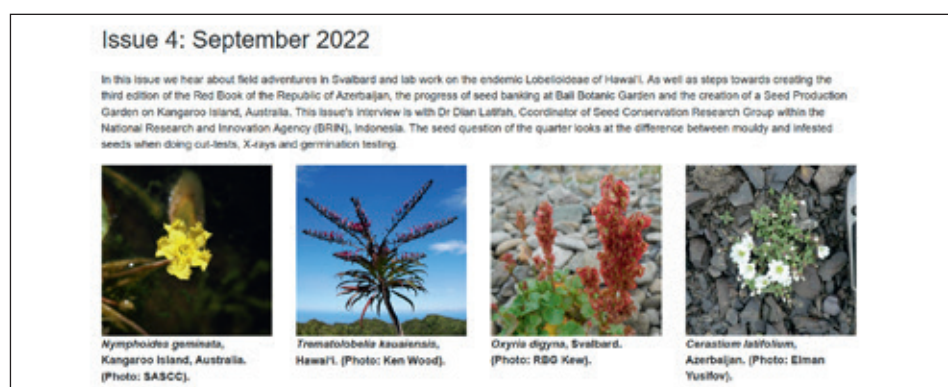 Issue 4: September 2022
In this issue we hear about field adventures in Svalbard and lab work on the endemic Lobelioideae of Hawai'i. As well as steps towards creating the
third edition of the Red Book of the Republic of Azerbaijan, the progress of seed banking at Bali Botanic Garden and the creation of a Seed Production
Garden on Kangaroo Island, Australia. This issue's interview is with Dr Dian Latifah, Coordinator of Seed Conservation Research Group within the
National Research and Innovation Agency (BRIN), Indonesia. The seed question of the quarter looks at the difference between mouldy and infested
seeds when doing cut-tests, X-rays and germination testing.
Nymphoides geminata,
Kangaroo Island, Australia.
(Photo: SASCC).
Trematolobelia kauaiensis,
Hawai'i. (Photo: Ken Wood).
Oxyria digyna, Svalbard.
(Photo: RBG Kew).
Cerastium latifolium,
Azerbaijan. (Photo: Elman
Yusifov).